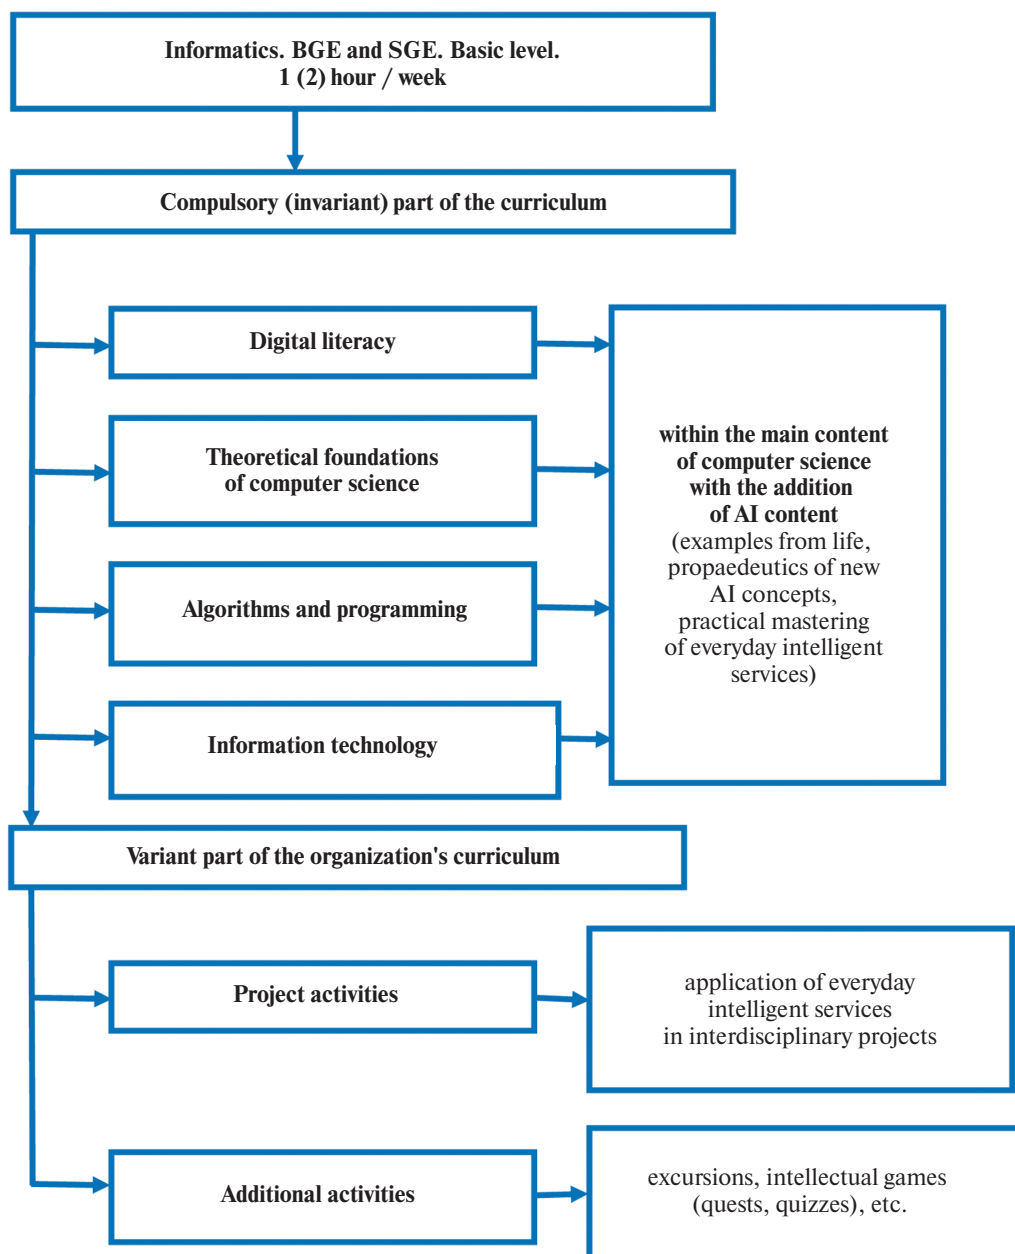 Informatics. BGE and SGE. Basic level.
1 (2) hour / week
Compulsory (invariant) part of the curriculum
Digital literacy
Theoretical foundations
of computer science
Algorithms and programming
Information technology
within the main content
of computer science
with the addition
of AI content
(examples from life,
propaedeutics of new
AI concepts,
practical mastering
of everyday intelligent
services)
Variant part of the organization's curriculum
Project activities
application of everyday
intelligent services
in interdisciplinary projects
Additional activities
excursions, intellectual games
(quests, quizzes), etc.